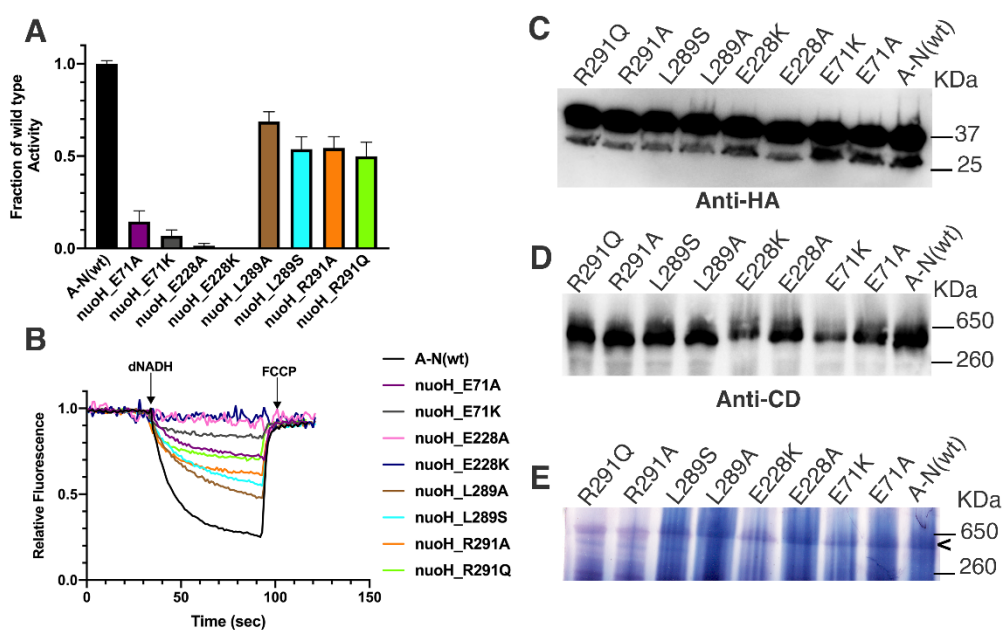 A
Fraction of wild type
Activity
1.0
0.5
0.0
A-N(wt)
nuoH_E71A
nuoH_E71K
nuoH_E228A
nuoH_E228K
nuoH_L289A
nuoH_L289S
nuoH_R291A
nuoH_R291Q
B
dNADH
FCCP
Relative Fluorescence
1.0
0.5
0.0
0
50
100
150
Time (sec)
A-N(wt)
nuoH_E71A
nuoH_E71K
nuoH_E228A
nuoH_E228K
nuoH_L289A
nuoH_L289S
nuoH_R291A
nuoH_R291Q
C
R291Q R291A L289S L289A E228K E228A E71K E71A A-N(wt)
KDa
37
25
Anti-HA
D
R291Q R291A L289S L289A E228K E228A E71K E71A A-N(wt)
KDa
650
260
Anti-CD
E
R291Q R291A L289S L289A E228K E228A E71K E71A A-N(wt)
KDa
650
<
260